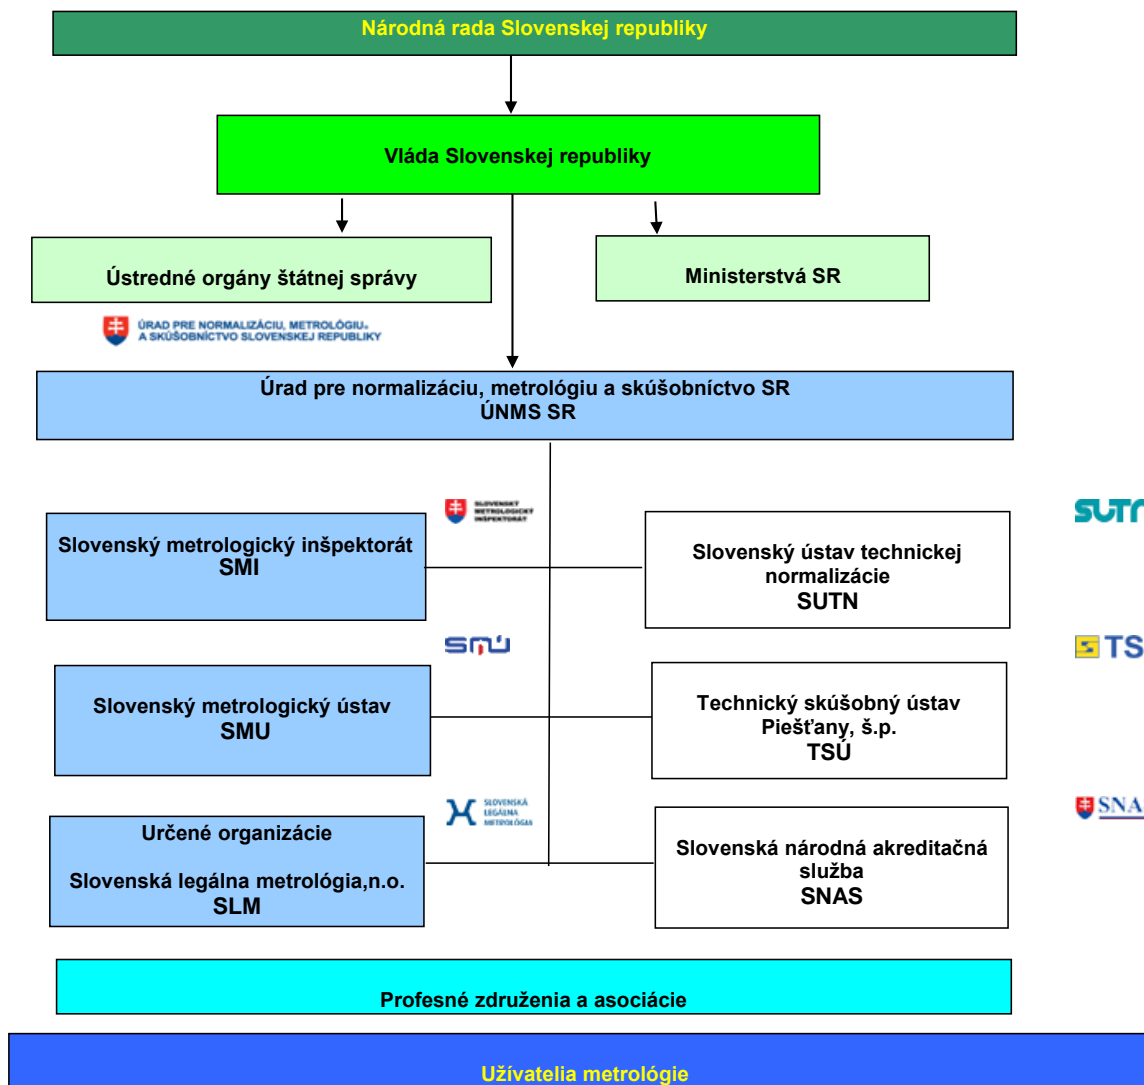 Národná rada Slovenskej republiky
Vláda Slovenskej republiky
Ústredné orgány štátnej správy
Ministerstvá SR
ÚRAD PRE NORMALIZÁCIU, METROLÓGIU
A SKÚŠOBNÍCTVO SLOVENSKEJ REPUBLIKY
Úrad pre normalizáciu, metrológiu a skúšobníctvo SR
ÚNMS SR
SLOVENSKÝ
METROLOGICKÝ
INŠPEKTORÁT
SUTN
Slovenský metrologický inšpektorát
SMI
Slovenský ústav technickej
normalizácie
SUTN
SMÚ
TS
Slovenský metrologický ústav
SMU
Technický skúšobný ústav
Piešťany, š.p.
TSÚ
SLOVENSKÁ
LEGÁLNA
METROLÓGIA
SNA
Určené organizácie
Slovenská legálna metrológia,n.o.
SLM
Slovenská národná akreditačná
služba
SNAS
Profesné združenia a asociácie
Užívatelia metrológie